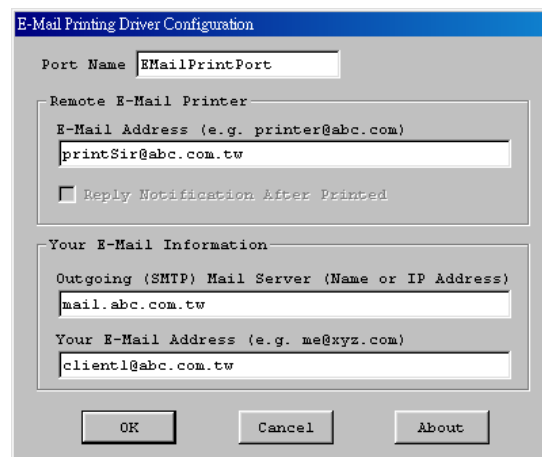 E-Mail Printing Driver Configuration
Port Name EMailPrintPort
Remote E-Mail Printer
E-Mail Address (e.g. printer@abc.com)
printSir@abc.com.tw
Reply Notification After Printed
Your E-Mail Information
Outgoing (SMTP) Mail Server (Name or IP Address)
mail.abc.com.tw
Your E-Mail Address (e.g. me@xyz.com)
client1@abc.com.tw
OK Cancel About